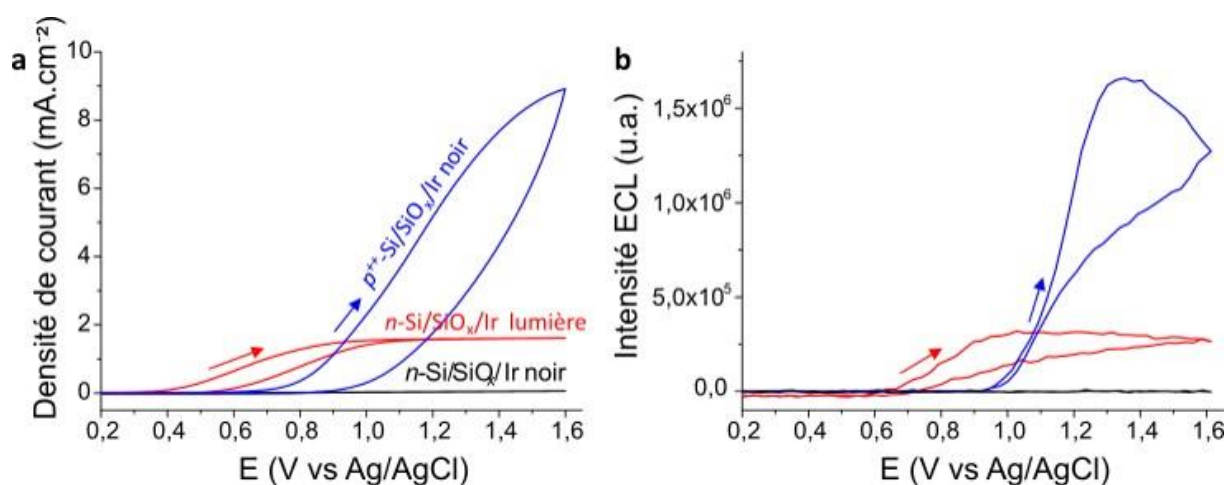 a
Densité de courant (mA.cm⁻²)
10
8
6
4
2
0
p⁺⁺-Si/SiOₓ/Ir noir
n-Si/SiOₓ/Ir lumière
n-Si/SiOₓ/Ir noir
0,2 0,4 0,6 0,8 1,0 1,2 1,4 1,6
E (V vs Ag/AgCl)
b
Intensité ECL (u.a.)
1,5x10⁶
1,0x10⁶
5,0x10⁵
0,0
0,2 0,4 0,6 0,8 1,0 1,2 1,4 1,6
E (V vs Ag/AgCl)